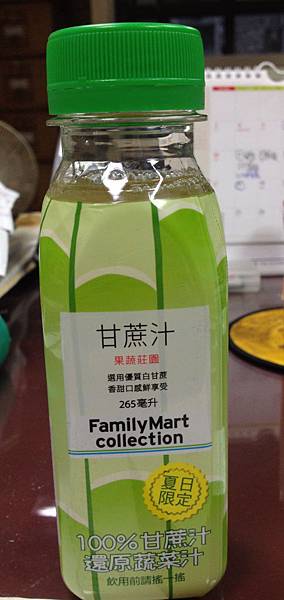 甘蔗汁
果蔬莊園
選用優質白甘蔗
香甜口感鮮享受
265毫升
FamilyMart
collection
夏日
限定
100%甘蔗汁
還原蔬菜汁
飲用前請搖一搖